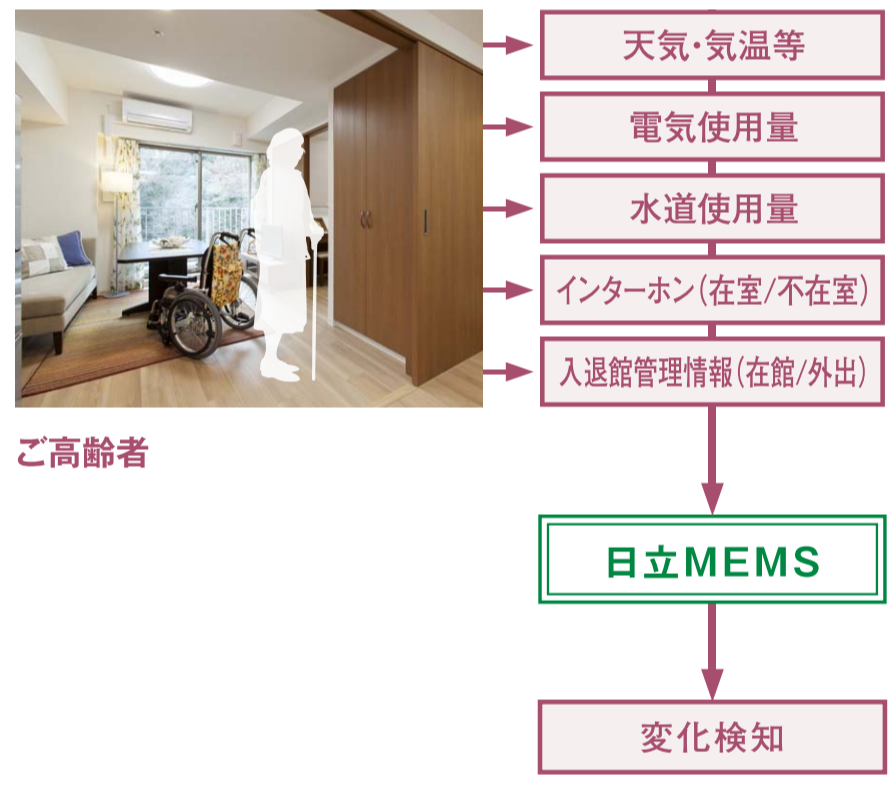 天気・気温等
電気使用量
水道使用量
インターホン(在室/不在室)
入退館管理情報(在館/外出)
ご高齢者
日立MEMS
変化検知